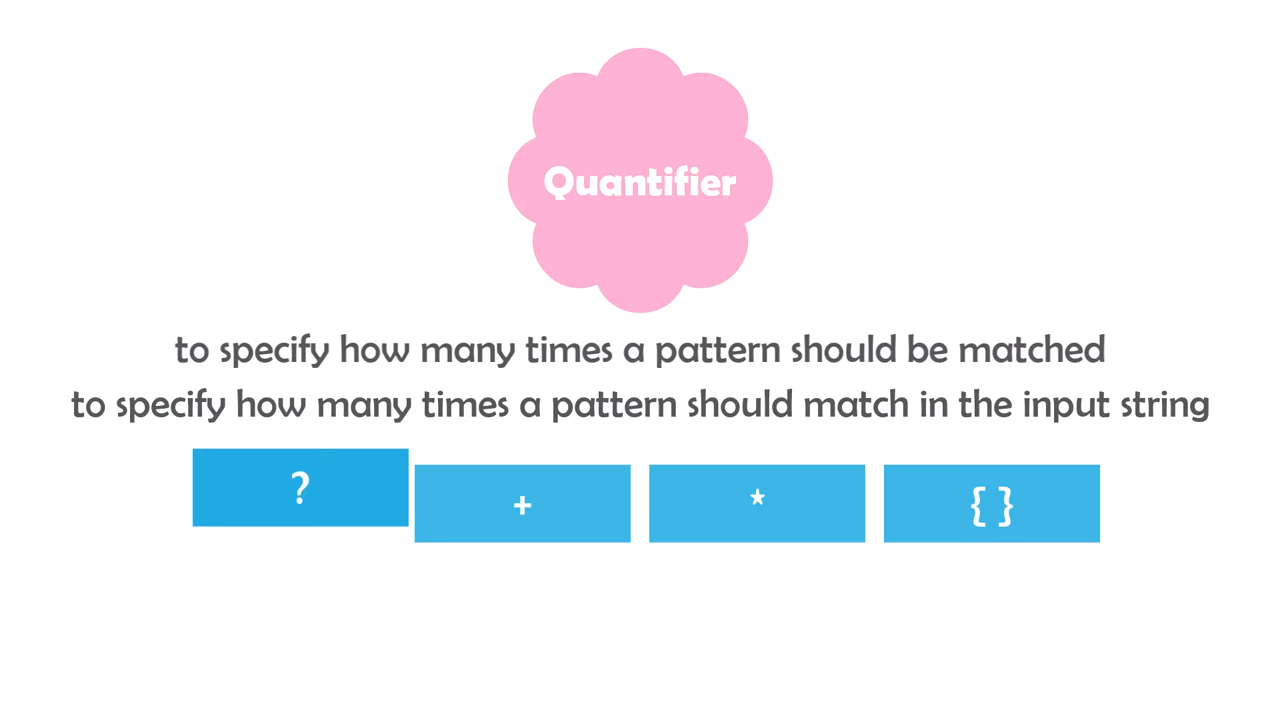 Quantifier
to specify how many times a pattern should be matched
to specify how many times a pattern should match in the input string
? + * { }